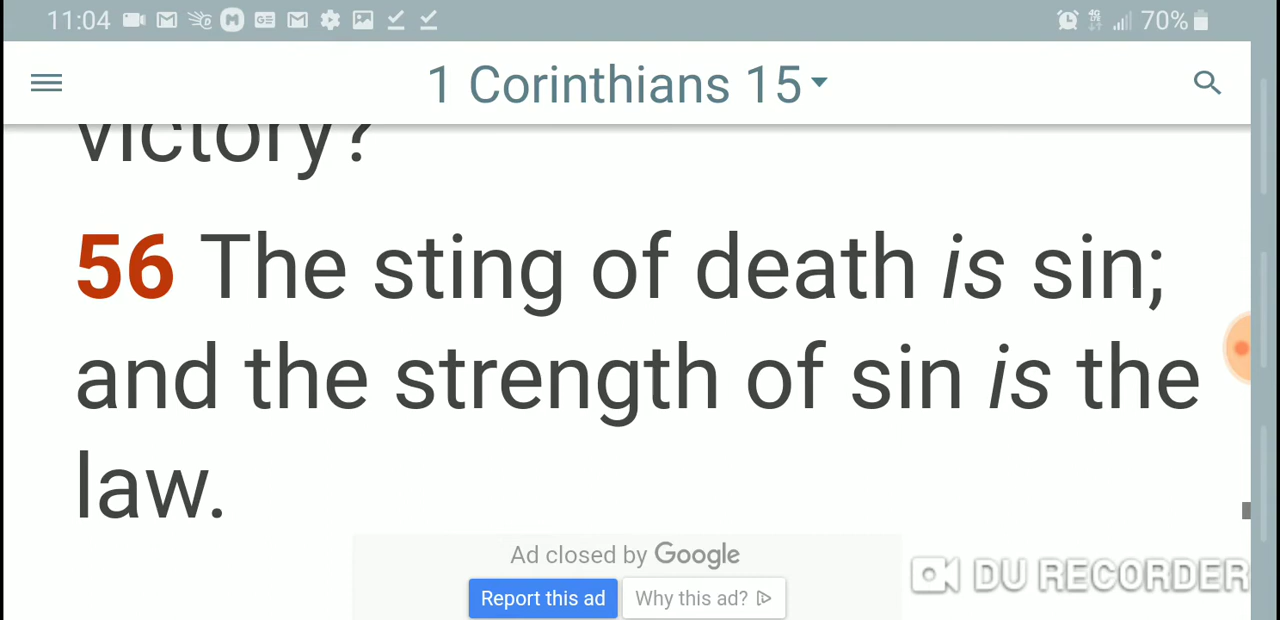 11:04 70%
1 Corinthians 15
victory?
56 The sting of death is sin;
and the strength of sin is the
law.
Ad closed by Google
Report this ad Why this ad?
DU RECORDER